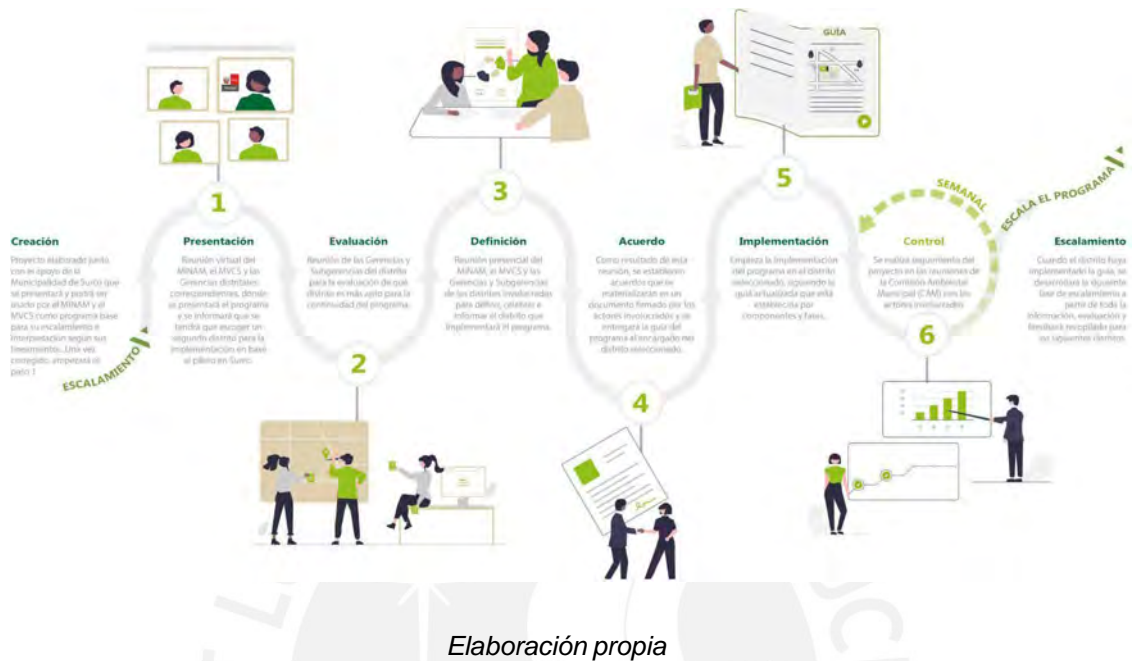 Creación
Proyecto elaborado junto
con el apoyo de la
Municipalidad de Surco que
se presentará y podrá ser
usado por el MINAM y el
MVCS como programa base
para su escalamiento e
interpretación según sus
lineamientos. Una vez
corregido, empezará el
paso 1
ESCALAMIENTO
1
Presentación
Reunión virtual del
MINAM, el MVCS y las
Gerencias distritales
correspondientes, donde
se presentará el programa
y se informará que se
tendrá que escoger un
segundo distrito para la
implementación en base
al piloto en Surco.
Evaluación
Reunión de las Gerencias y
Subgerencias del distrito
para la evaluación de qué
distrito es más apto para la
continuidad del programa.
2
3
Definición
Reunión presencial del
MINAM, el MVCS y las
Gerencias y Subgerencias
de los distritos involucrados
para definir, celebrar e
informar el distrito que
implementará el programa.
Acuerdo
Como resultado de esta
reunión, se establecen
acuerdos que se
materializarán en un
documento firmado por los
actores involucrados y se
entregará la guía del
programa al encargado del
distrito seleccionado.
4
GUÍA
5
Implementación
Empieza la implementación
del programa en el distrito
seleccionado, siguiendo la
guía actualizada que está
establecida por
componentes y fases.
SEMANAL
Control
Se realiza seguimiento del
proyecto en las reuniones de
la Comisión Ambiental
Municipal (CAM) con los
actores involucrados
6
ESCALA EL PROGRAMA
Escalamiento
Cuando el distrito haya
implementado la guía, se
desarrollará la siguiente
fase de escalamiento a
partir de toda la
información, evaluación y
feedback recopilado para
los siguientes distritos.
Elaboración propia